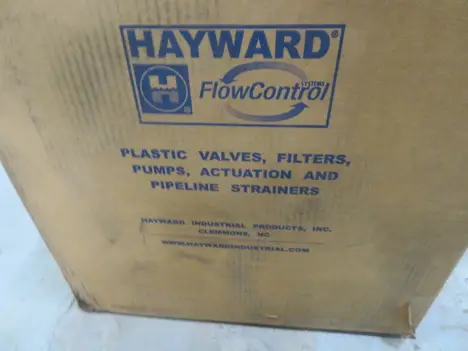 HAYWARD®
H ®
FlowControl
SYSTEMS
PLASTIC VALVES, FILTERS,
PUMPS, ACTUATION AND
PIPELINE STRAINERS
HAYWARD INDUSTRIAL PRODUCTS, INC.
CLEMMONS, NC
WWW.HAYWARDINDUSTRIAL.COM